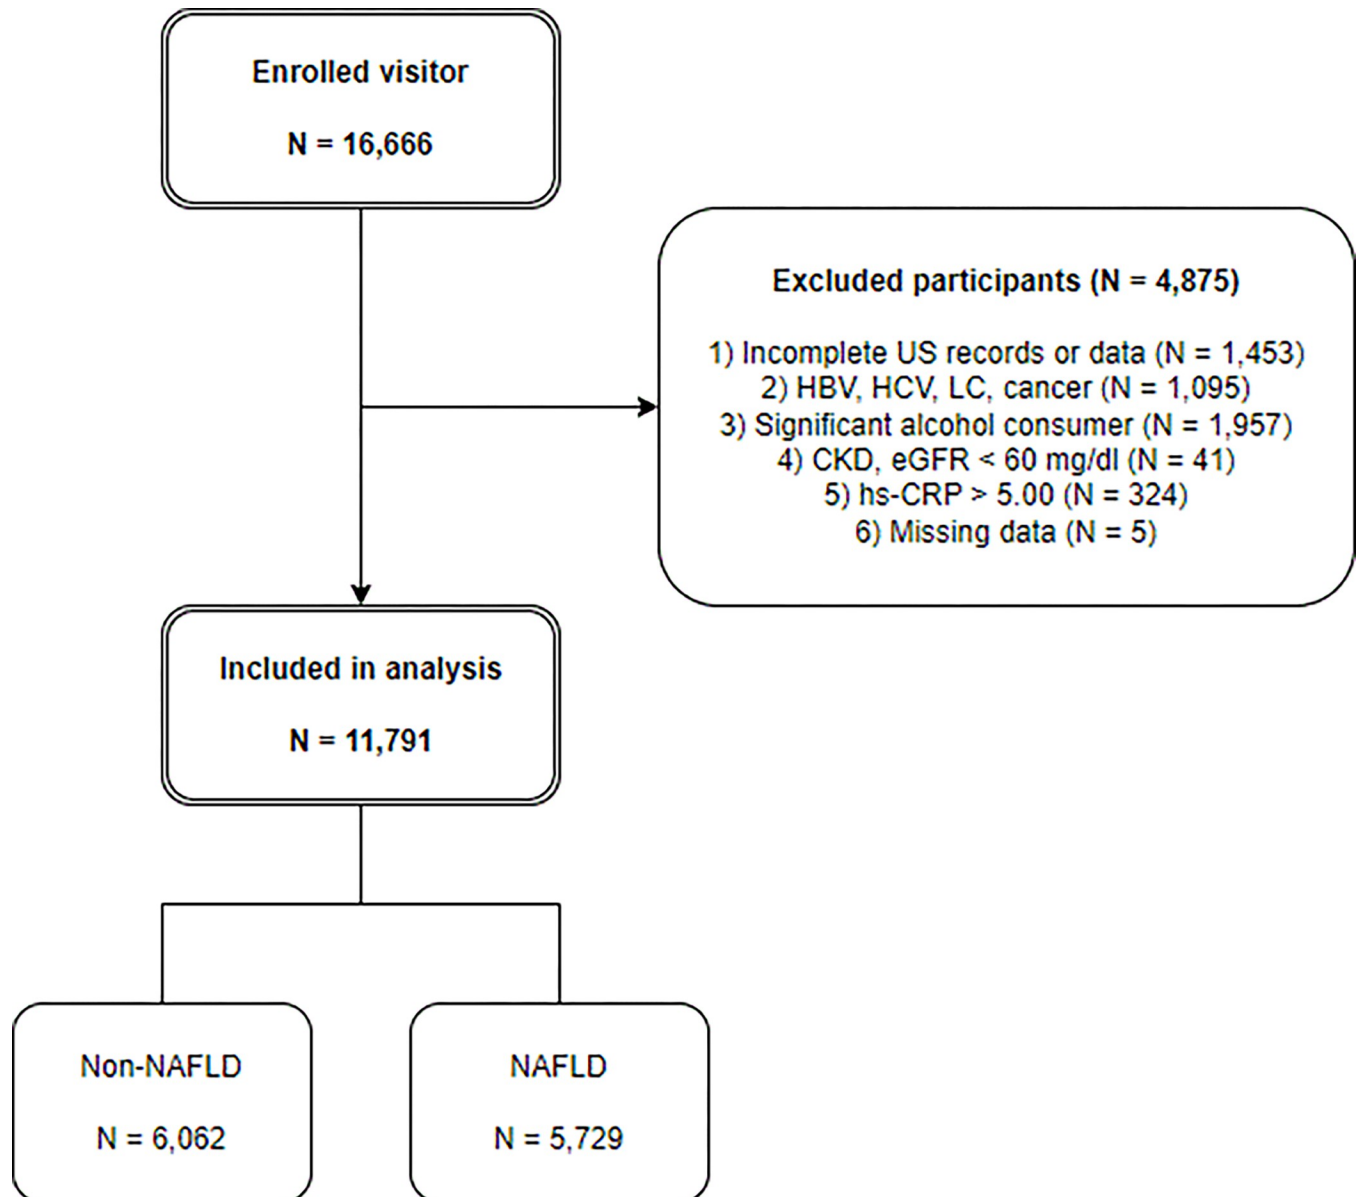 Enrolled visitor
N = 16,666
Excluded participants (N = 4,875)
1) Incomplete US records or data (N = 1,453)
2) HBV, HCV, LC, cancer (N = 1,095)
3) Significant alcohol consumer (N = 1,957)
4) CKD, eGFR < 60 mg/dl (N = 41)
5) hs-CRP > 5.00 (N = 324)
6) Missing data (N = 5)
Included in analysis
N = 11,791
Non-NAFLD
N = 6,062
NAFLD
N = 5,729